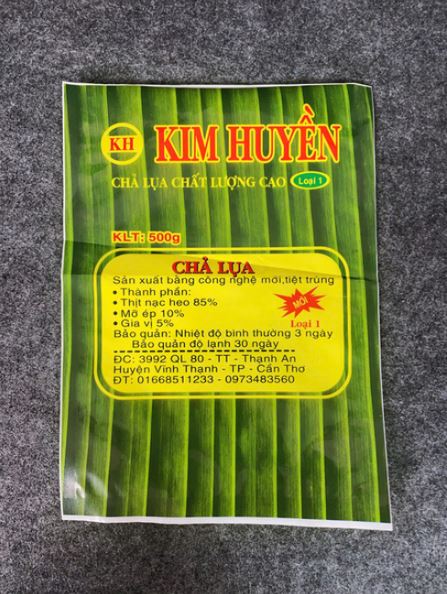 KH
KIM HUYỀN
CHẢ LỤA CHẤT LƯỢNG CAO Loại 1
KLT: 500g
CHẢ LỤA
Sản xuất bằng công nghệ mới,tiệt trùng
• Thành phần:
• Thịt nạc heo 85%
• Mỡ ép 10%
• Gia vị 5%
MỚI
Loại 1
Bảo quản: Nhiệt độ bình thường 3 ngày
Bảo quản độ lạnh 30 ngày
ĐC: 3992 QL 80 - TT - Thạnh An
Huyện Vĩnh Thạnh - TP - Cần Thơ
ĐT: 01668511233 - 0973483560